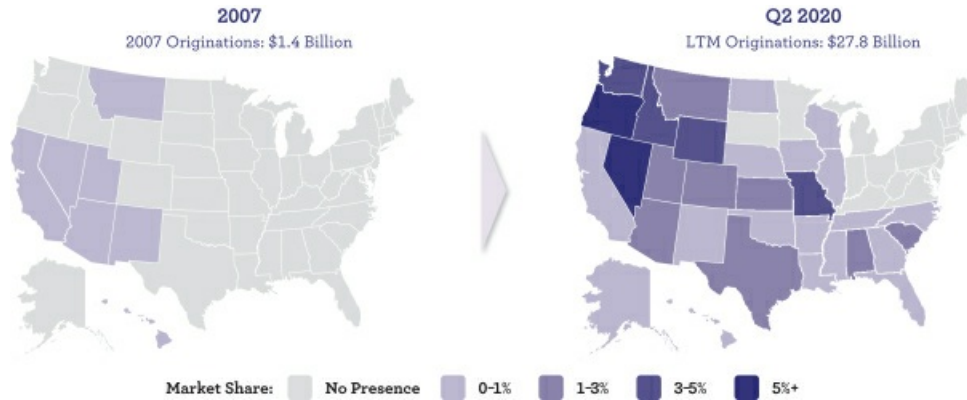 2007
2007 Originations: $1.4 Billion
Q2 2020
LTM Originations: $27.8 Billion
Market Share: No Presence 0-1% 1-3% 3-5% 5%+